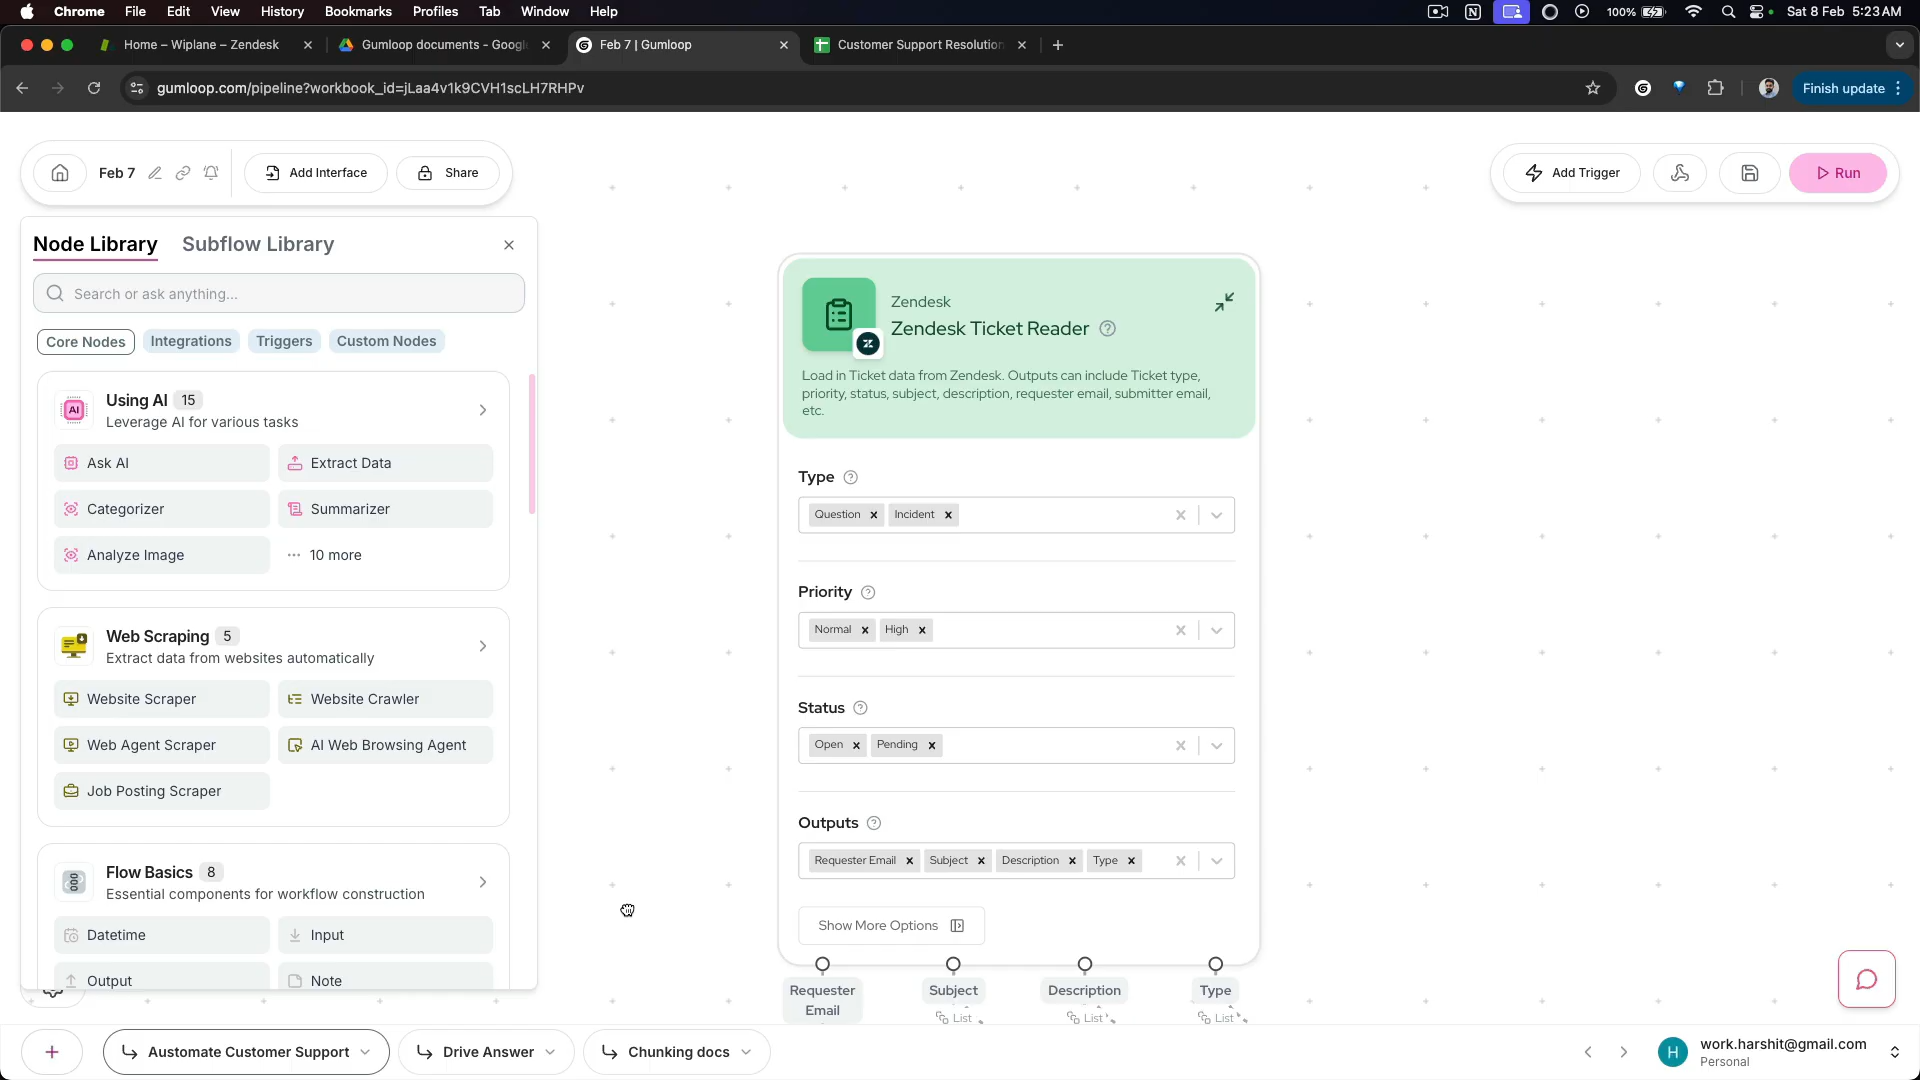 Chrome File Edit View History Bookmarks Profiles Tab Window Help 100% Sat 8 Feb 5:23 AM
Home – Wiplane – Zendesk
Gumloop documents - Google
Feb 7 | Gumloop
Customer Support Resolution
gumloop.com/pipeline?workbook_id=jLaa4v1k9CVH1scLH7RHPv
Finish update
Feb 7
Add Interface
Share
Add Trigger
Run
Node Library
Subflow Library
Search or ask anything...
Core Nodes
Integrations
Triggers
Custom Nodes
Using AI 15
Leverage AI for various tasks
Ask AI
Extract Data
Categorizer
Summarizer
Analyze Image
10 more
Web Scraping 5
Extract data from websites automatically
Website Scraper
Website Crawler
Web Agent Scraper
AI Web Browsing Agent
Job Posting Scraper
Flow Basics 8
Essential components for workflow construction
Datetime
Input
Output
Note
Zendesk
Zendesk Ticket Reader
Load in Ticket data from Zendesk. Outputs can include Ticket type,
priority, status, subject, description, requester email, submitter email,
etc.
Type
Question
Incident
Priority
Normal
High
Status
Open
Pending
Outputs
Requester Email
Subject
Description
Type
Show More Options
Requester
Email
Subject
List
Description
List
Type
List
Automate Customer Support
Drive Answer
Chunking docs
H
work.harshit@gmail.com
Personal